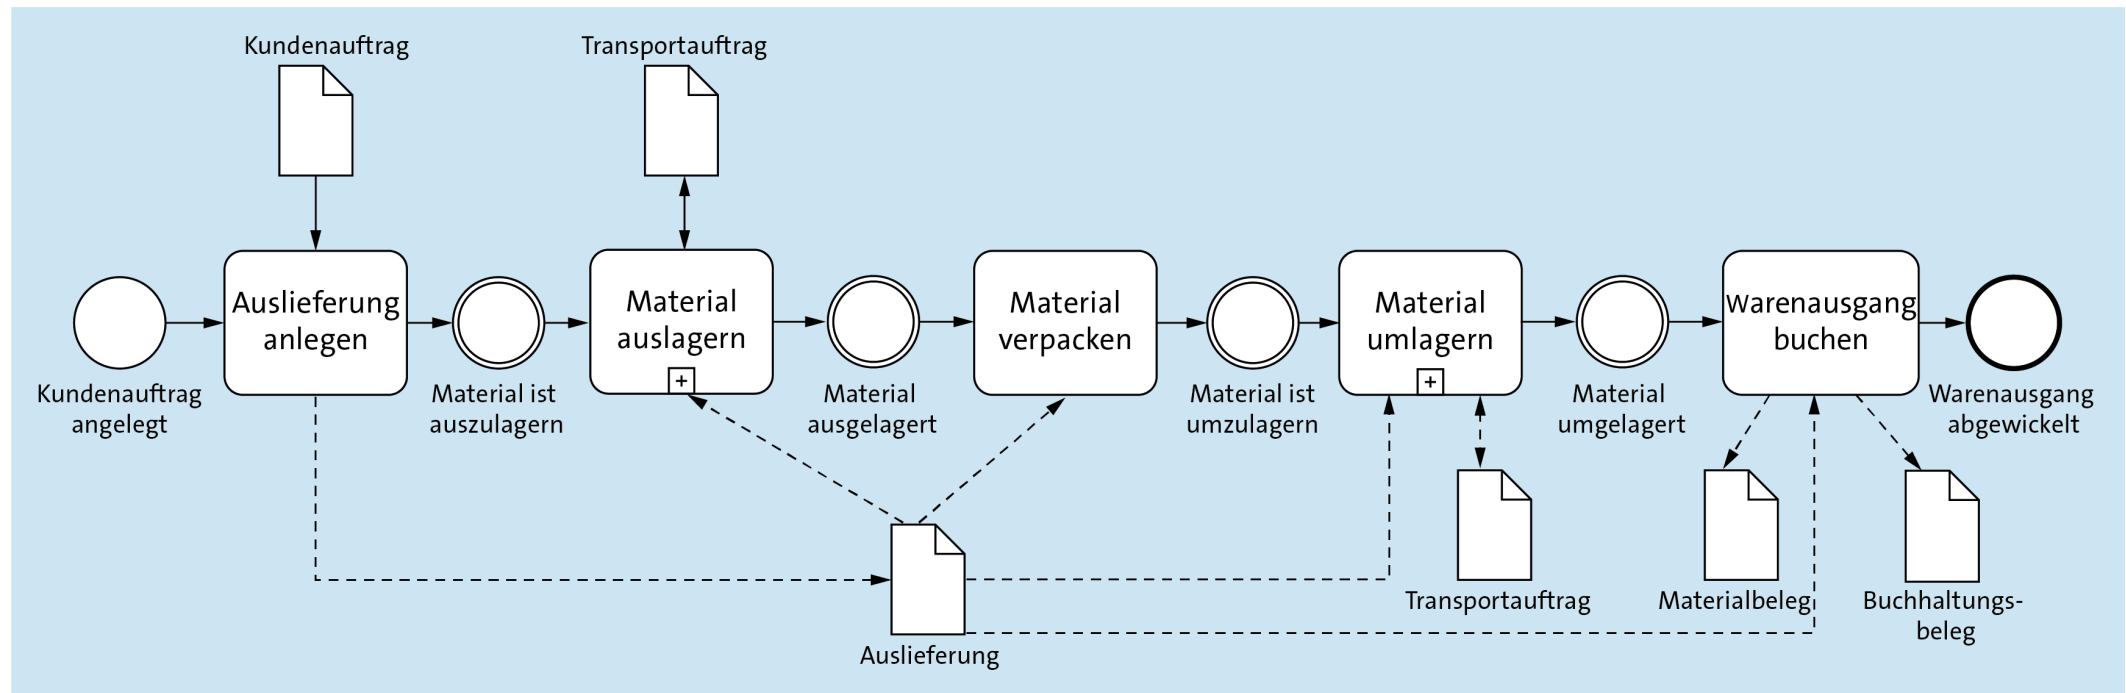 Kundenauftrag
Transportauftrag
Auslieferung
anlegen
Material
auslagern
+
Material
verpacken
Material
umlagern
+
Warenausgang
buchen
Kundenauftrag
angelegt
Material ist
auszulagern
Material
ausgelagert
Material ist
umzulagern
Material
umgelagert
Warenausgang
abgewickelt
Transportauftrag
Materialbeleg
Buchhaltungs-
beleg
Auslieferung